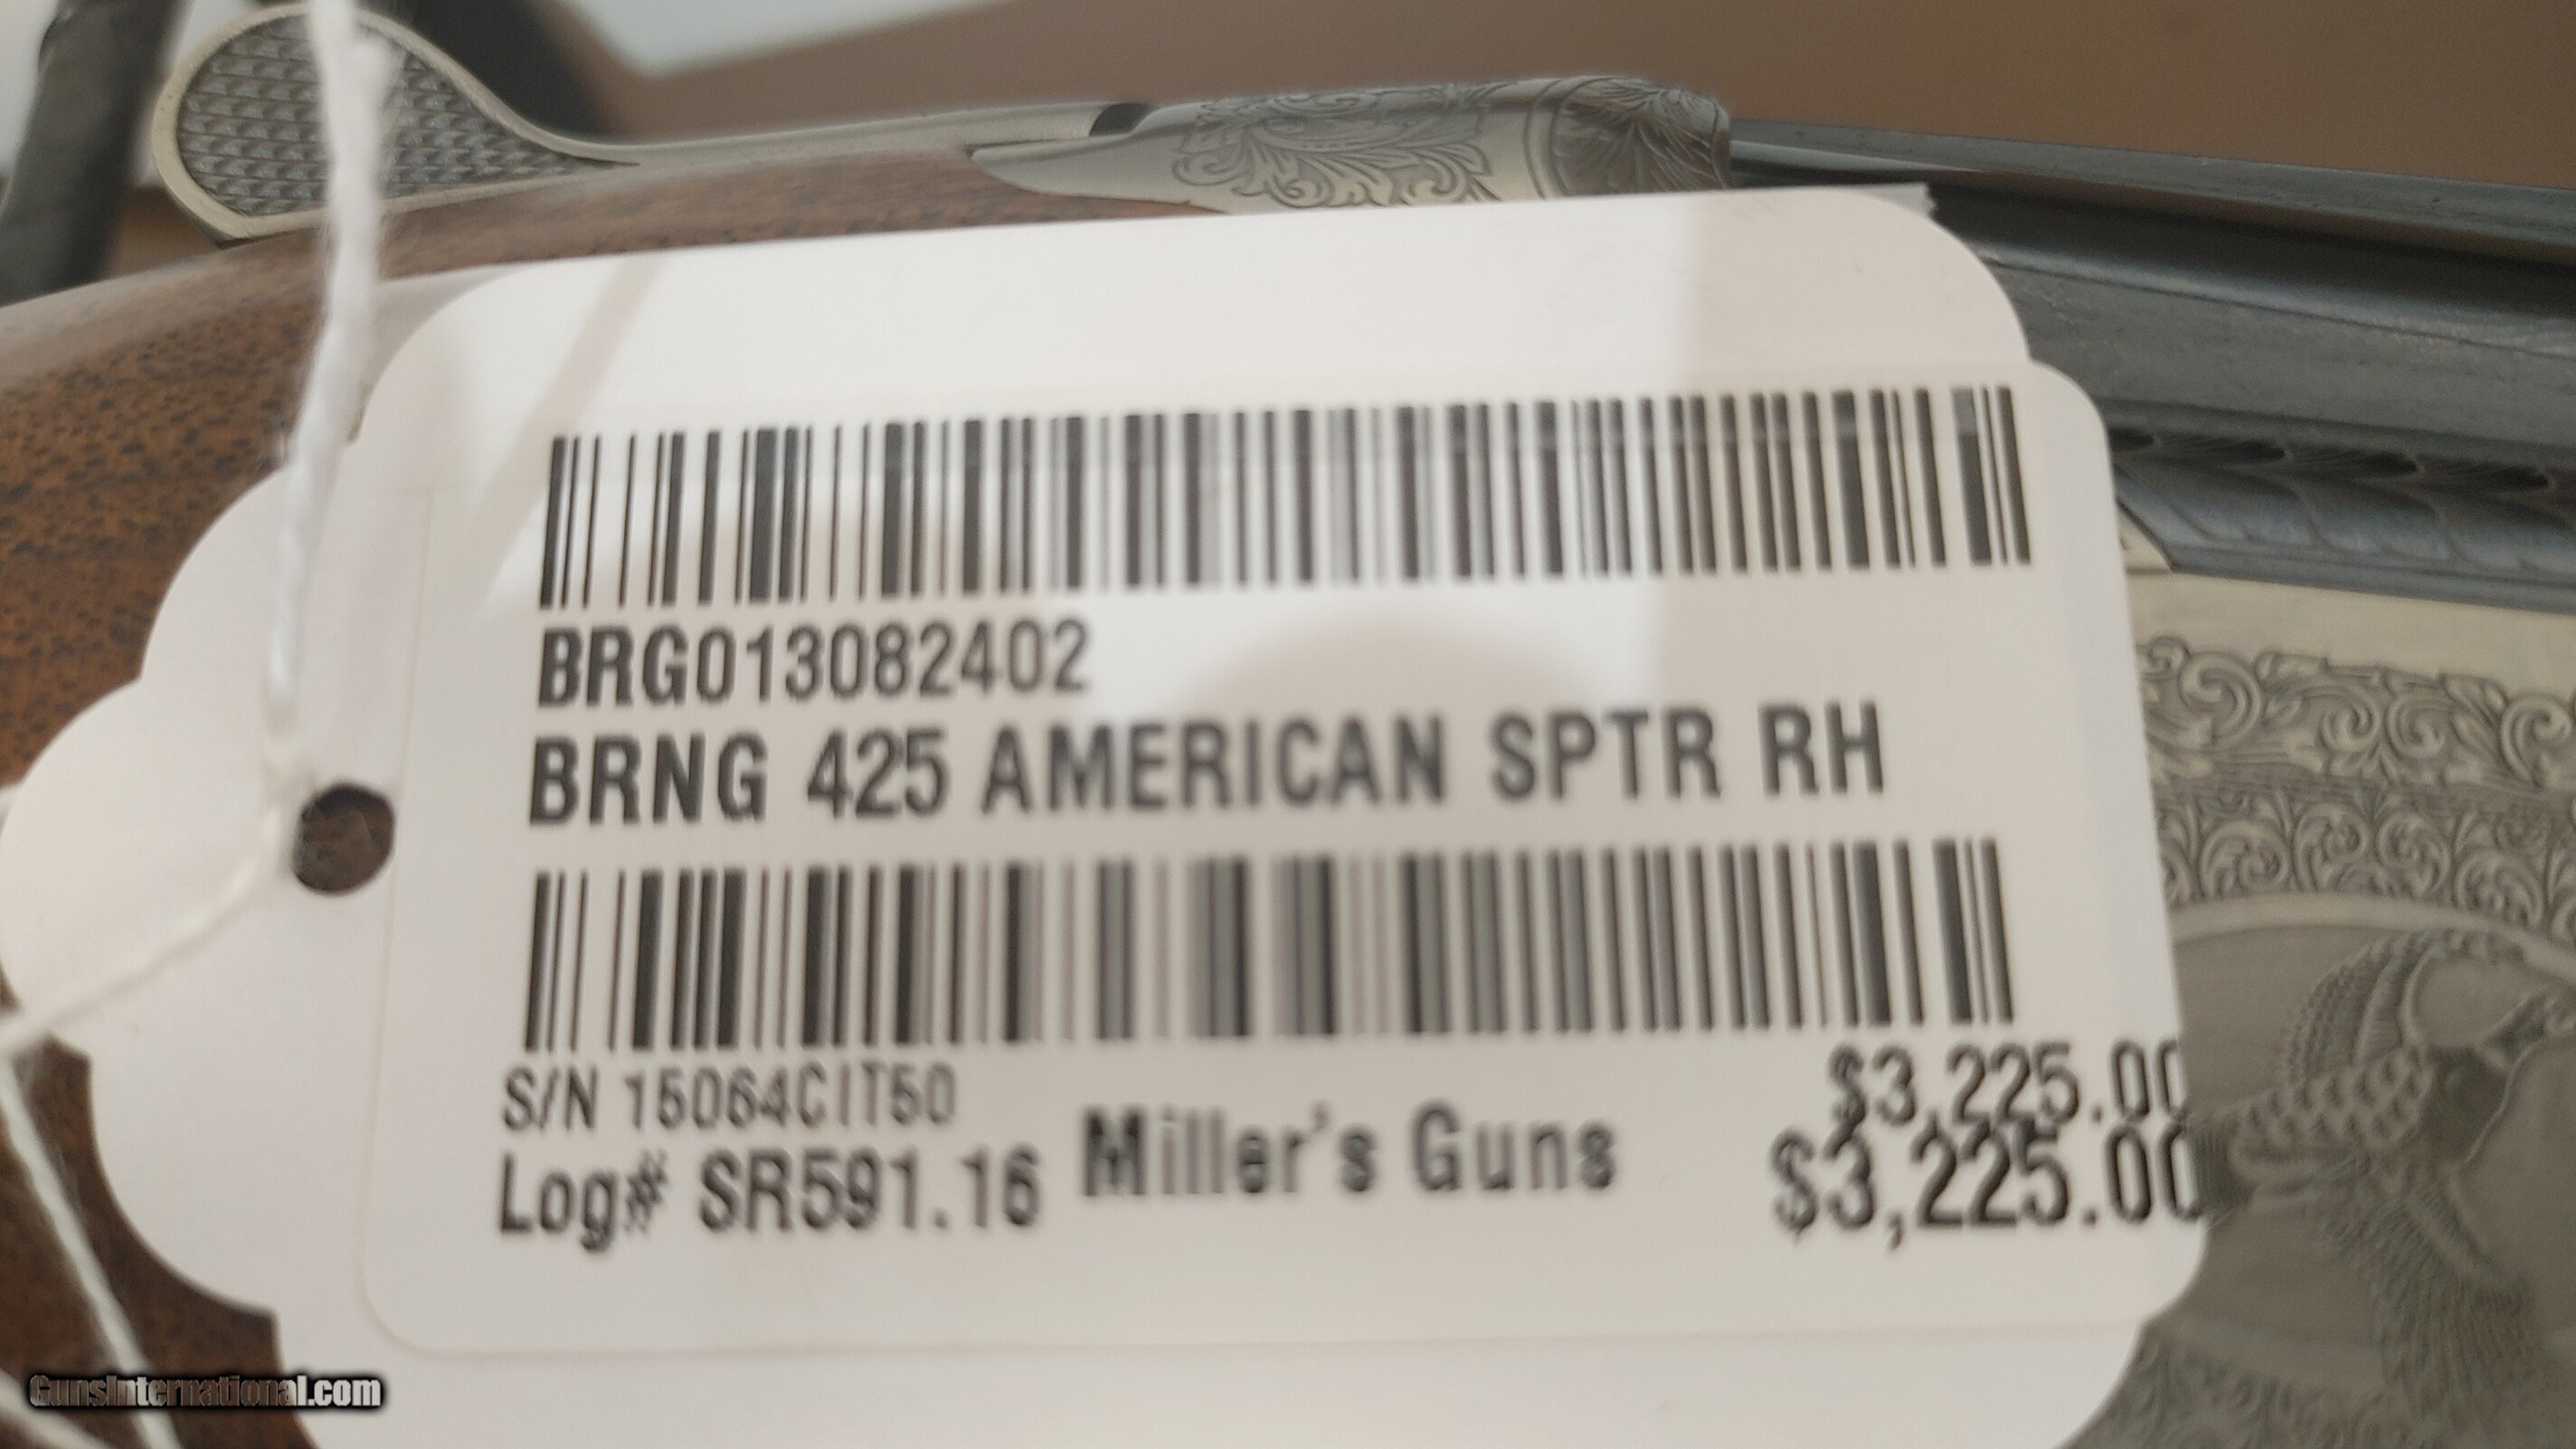 BRG013082402
BRNG 425 AMERICAN SPTR RH
S/N 15064CIT50
$3,225.00
Log# SR591.16 Miller's Guns $3,225.00
GunsInternational.com